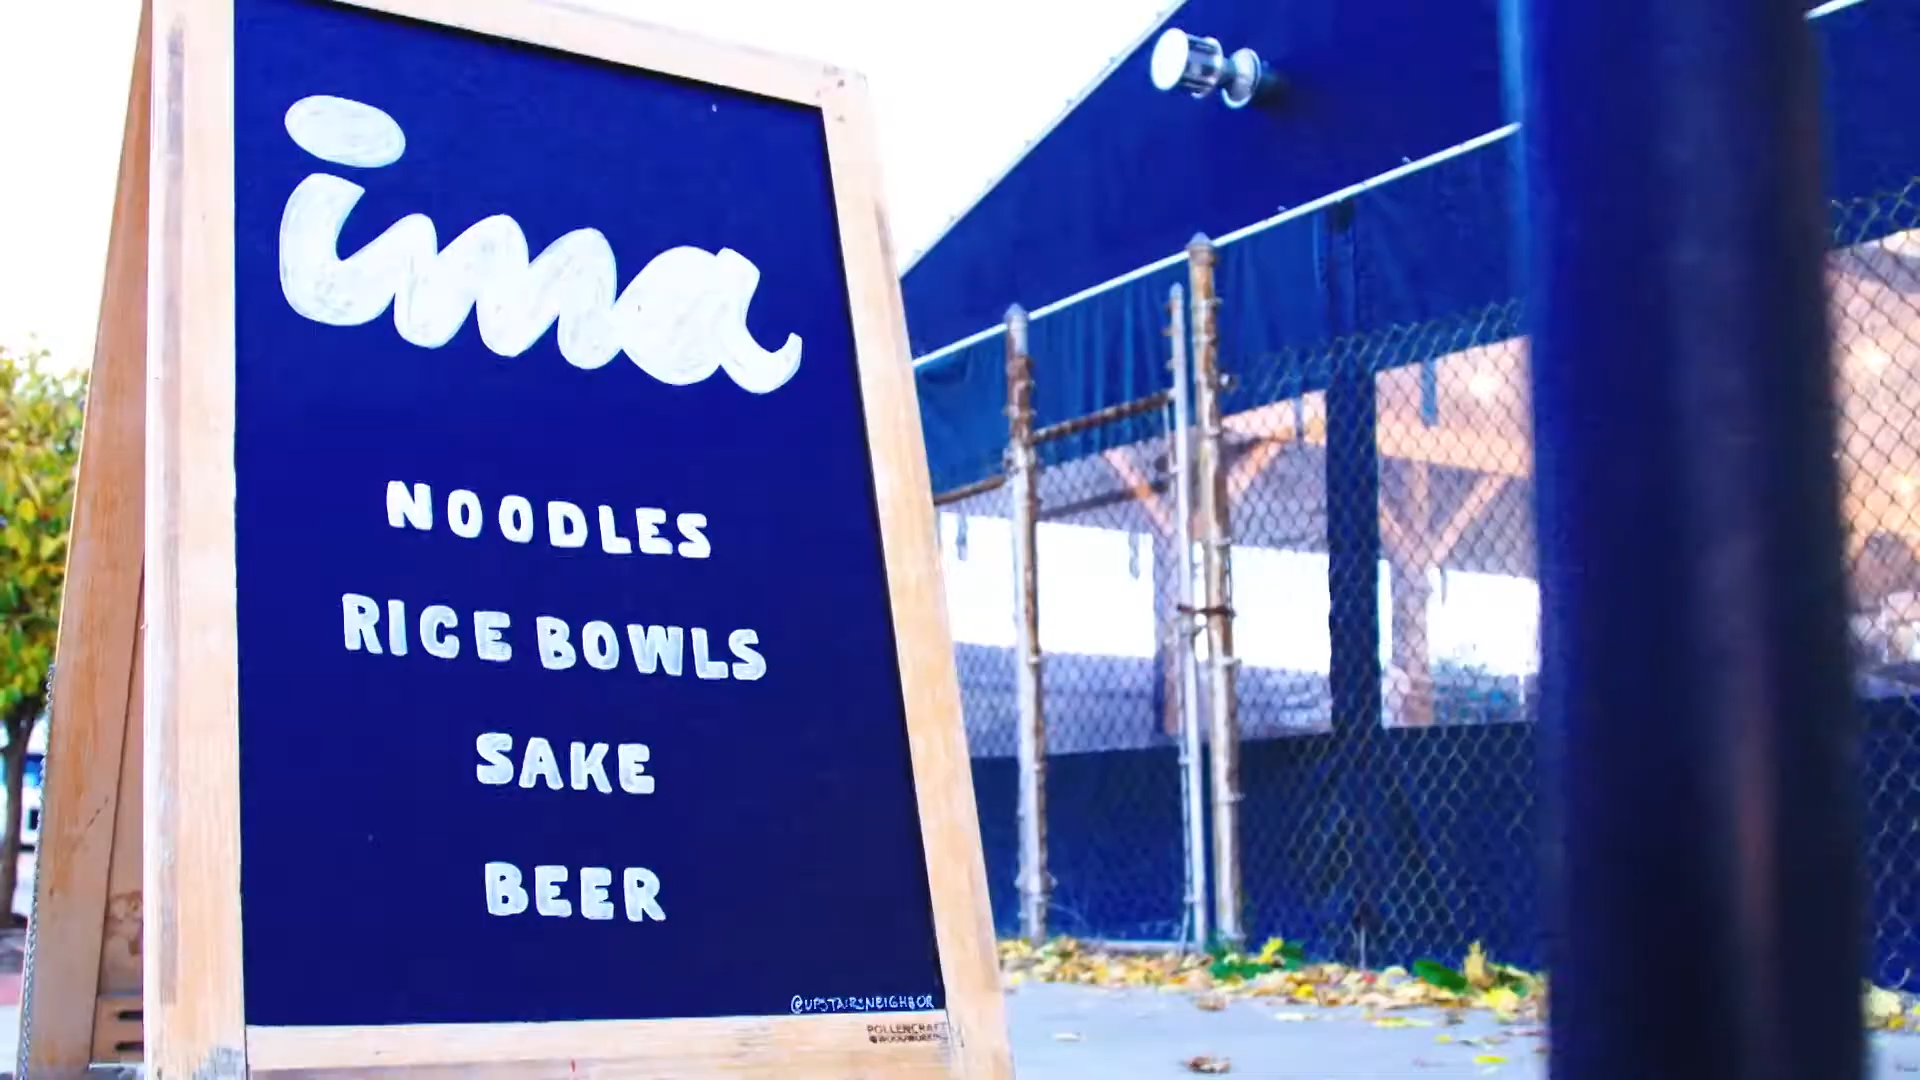 ima
NOODLES
RICE BOWLS
SAKE
BEER
@UPSTAIRSNEIGHBOR
POLLENCRAFT